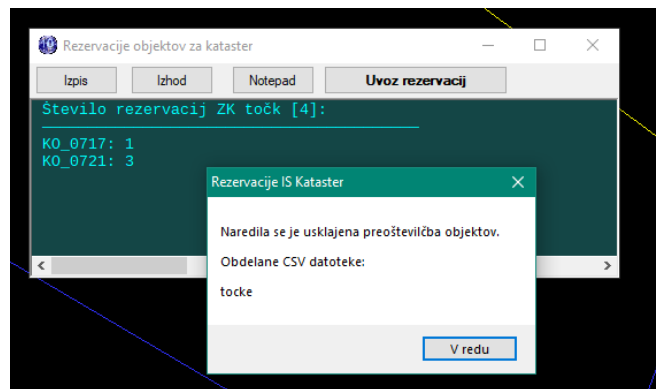 Rezervacije objektov za kataster
Izpis Izhod Notepad Uvoz rezervacij
Število rezervacij ZK točk [4]:
KO_0717: 1
KO_0721: 3
Rezervacije IS Kataster
Naredila se je usklajena preoštevilčba objektov.
Obdelane CSV datoteke:
tocke
V redu